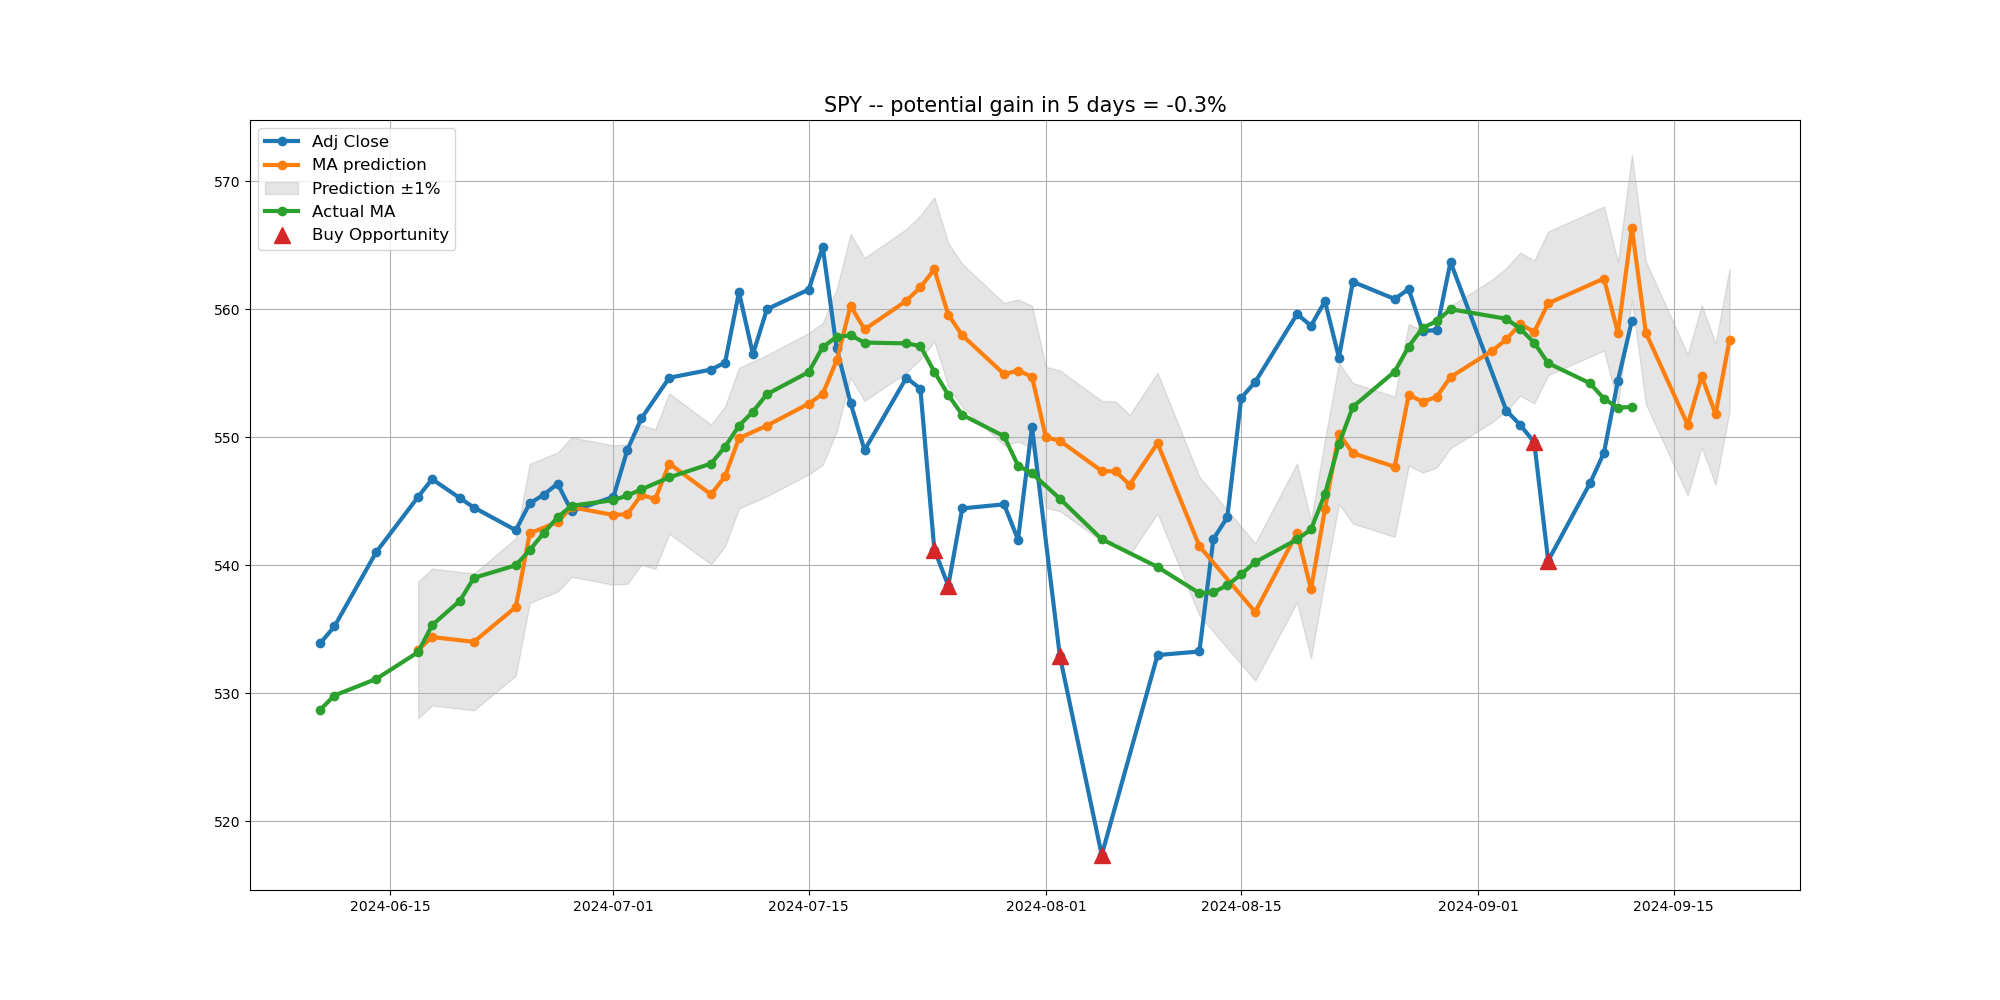 SPY -- potential gain in 5 days = -0.3%
Adj Close
MA prediction
Prediction ±1%
Actual MA
Buy Opportunity
570
560
550
540
530
520
2024-06-15
2024-07-01
2024-07-15
2024-08-01
2024-08-15
2024-09-01
2024-09-15